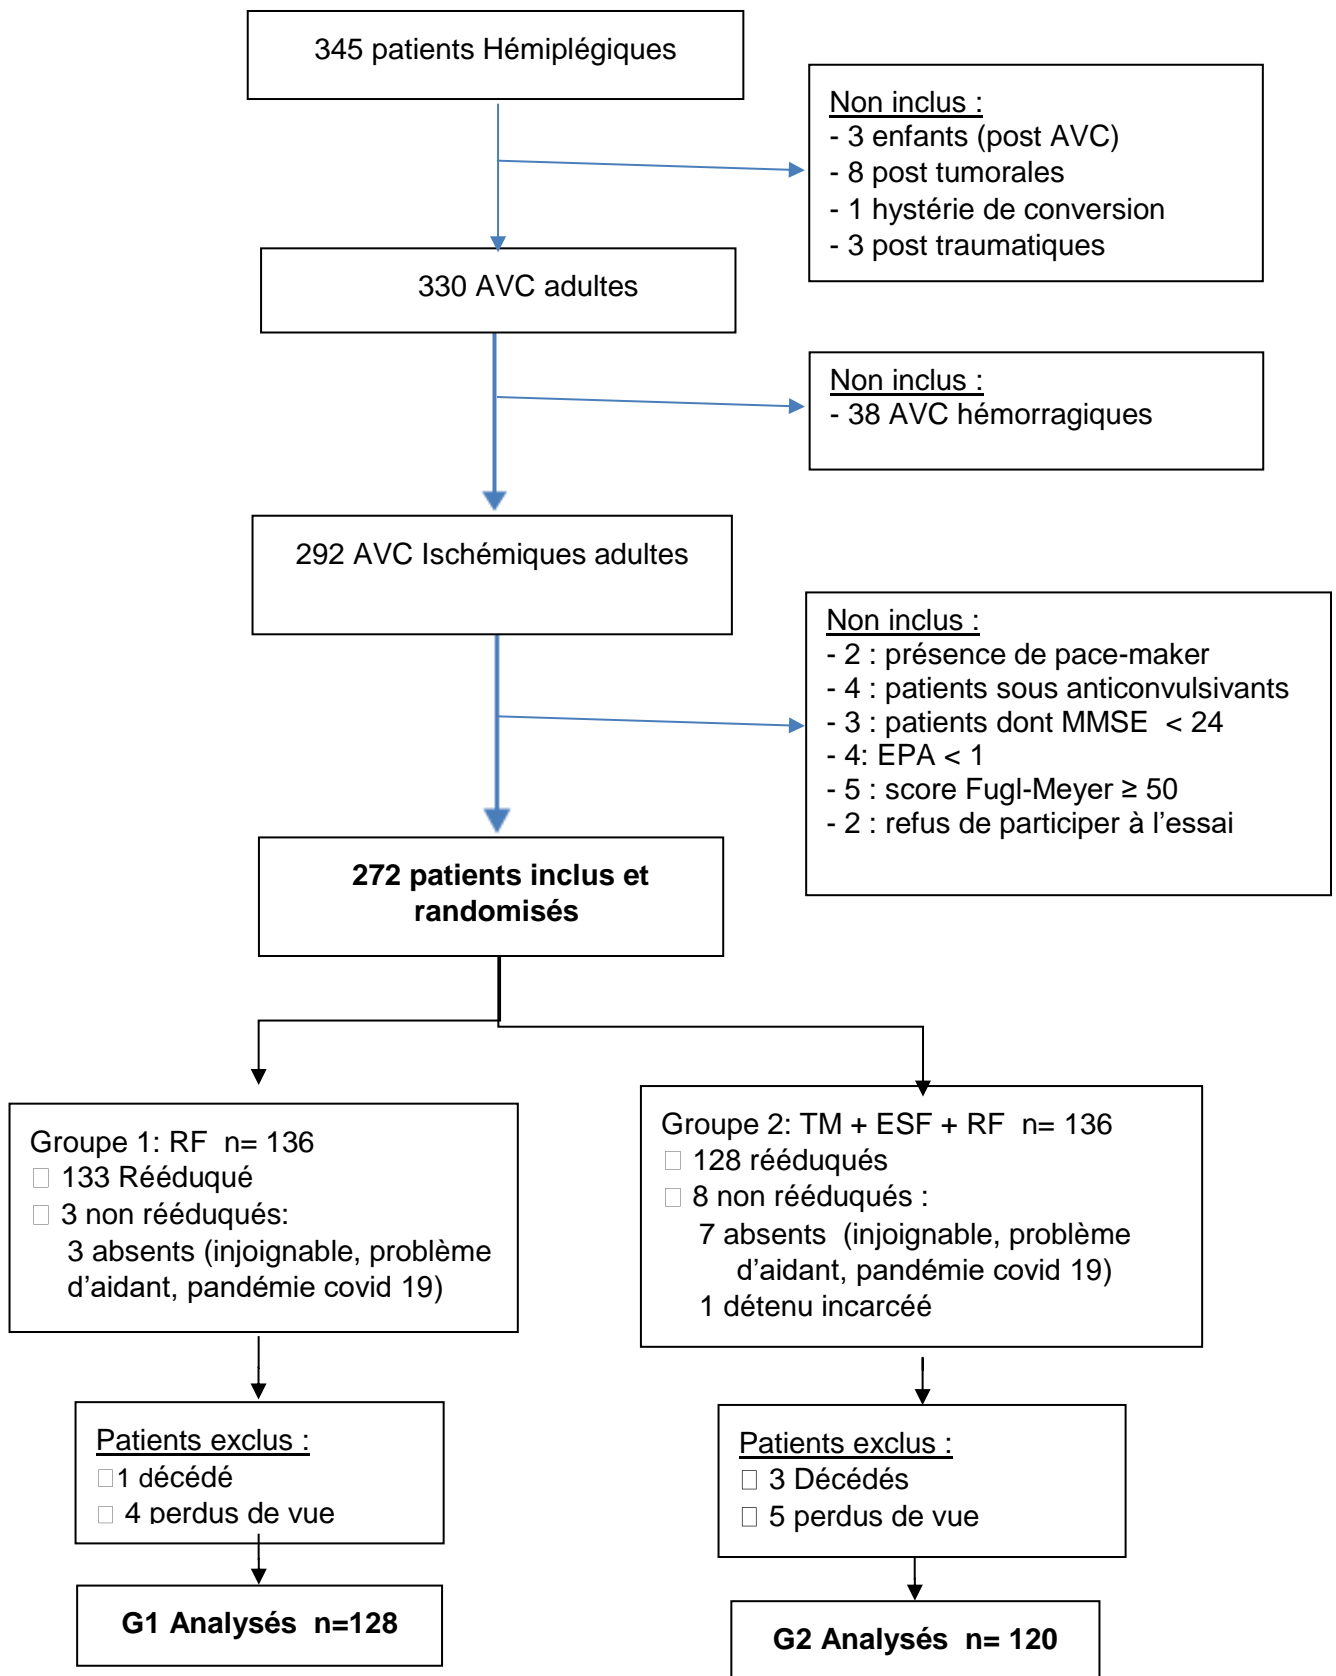 345 patients Hémiplégiques
Non inclus :
- 3 enfants (post AVC)
- 8 post tumorales
- 1 hystérie de conversion
- 3 post traumatiques
330 AVC adultes
Non inclus :
- 38 AVC hémorragiques
292 AVC Ischémiques adultes
Non inclus :
- 2 : présence de pace-maker
- 4 : patients sous anticonvulsivants
- 3 : patients dont MMSE < 24
- 4: EPA < 1
- 5 : score Fugl-Meyer ≥ 50
- 2 : refus de participer à l’essai
272 patients inclus et
randomisés
Groupe 1: RF n= 136
□ 133 Rééduqué
□ 3 non rééduqués:
3 absents (injoignable, problème
d’aidant, pandémie covid 19)
Groupe 2: TM + ESF + RF n= 136
□ 128 rééduqués
□ 8 non rééduqués :
7 absents (injoignable, problème
d’aidant, pandémie covid 19)
1 détenu incarcéé
Patients exclus :
□1 décédé
□ 4 perdus de vue
Patients exclus :
□ 3 Décédés
□ 5 perdus de vue
G1 Analysés n=128
G2 Analysés n= 120